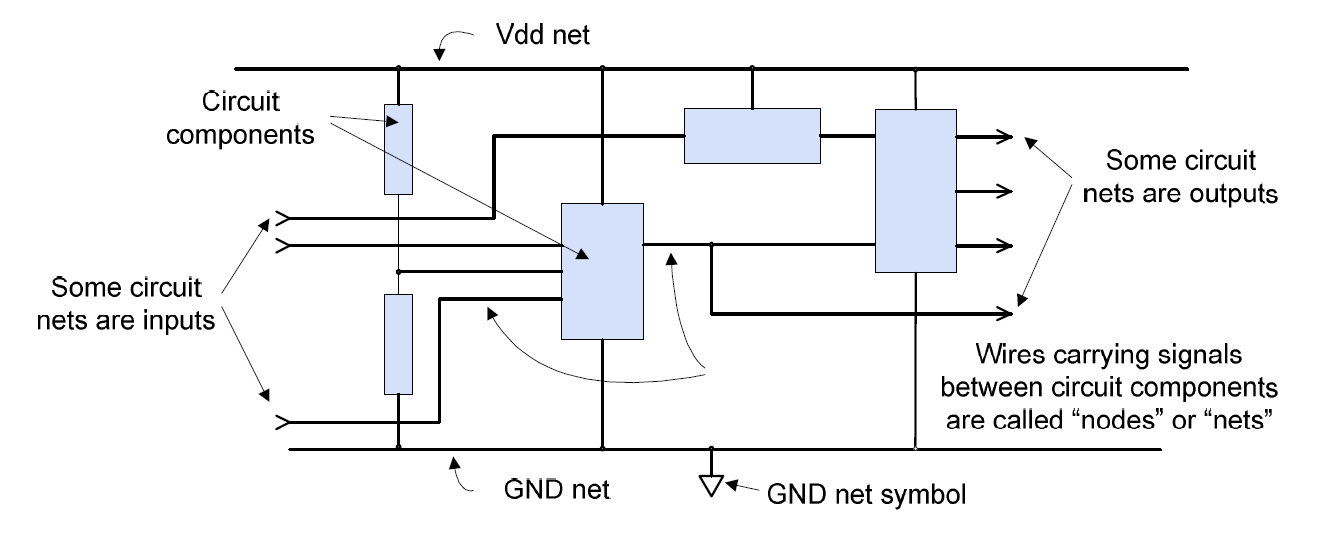 Vdd net
Circuit
components
Some circuit
nets are outputs
Some circuit
nets are inputs
Wires carrying signals
between circuit components
are called “nodes” or “nets”
GND net
GND net symbol